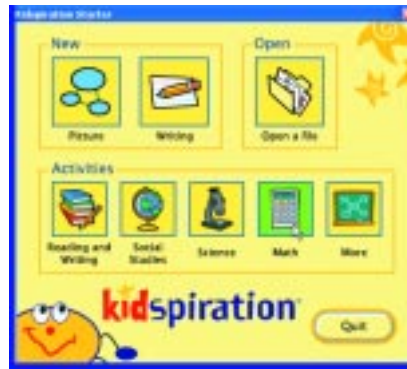 Kidspiration Starter
New
Open
Picture
Writing
Open a file
Activities
Reading and
Writing
Social
Studies
Science
Math
More
kidspiration
Quit